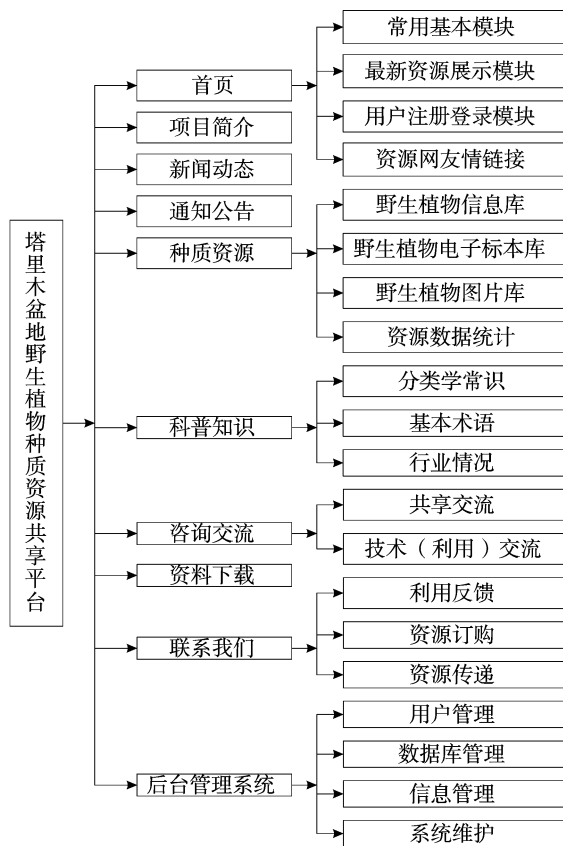 塔里木盆地野生植物种质资源共享平台
首页
常用基本模块
最新资源展示模块
用户注册登录模块
资源网友情链接
项目简介
新闻动态
通知公告
种质资源
野生植物信息库
野生植物电子标本库
野生植物图片库
资源数据统计
科普知识
分类学常识
基本术语
行业情况
咨询交流
共享交流
技术（利用）交流
资料下载
联系我们
利用反馈
资源订购
资源传递
后台管理系统
用户管理
数据库管理
信息管理
系统维护